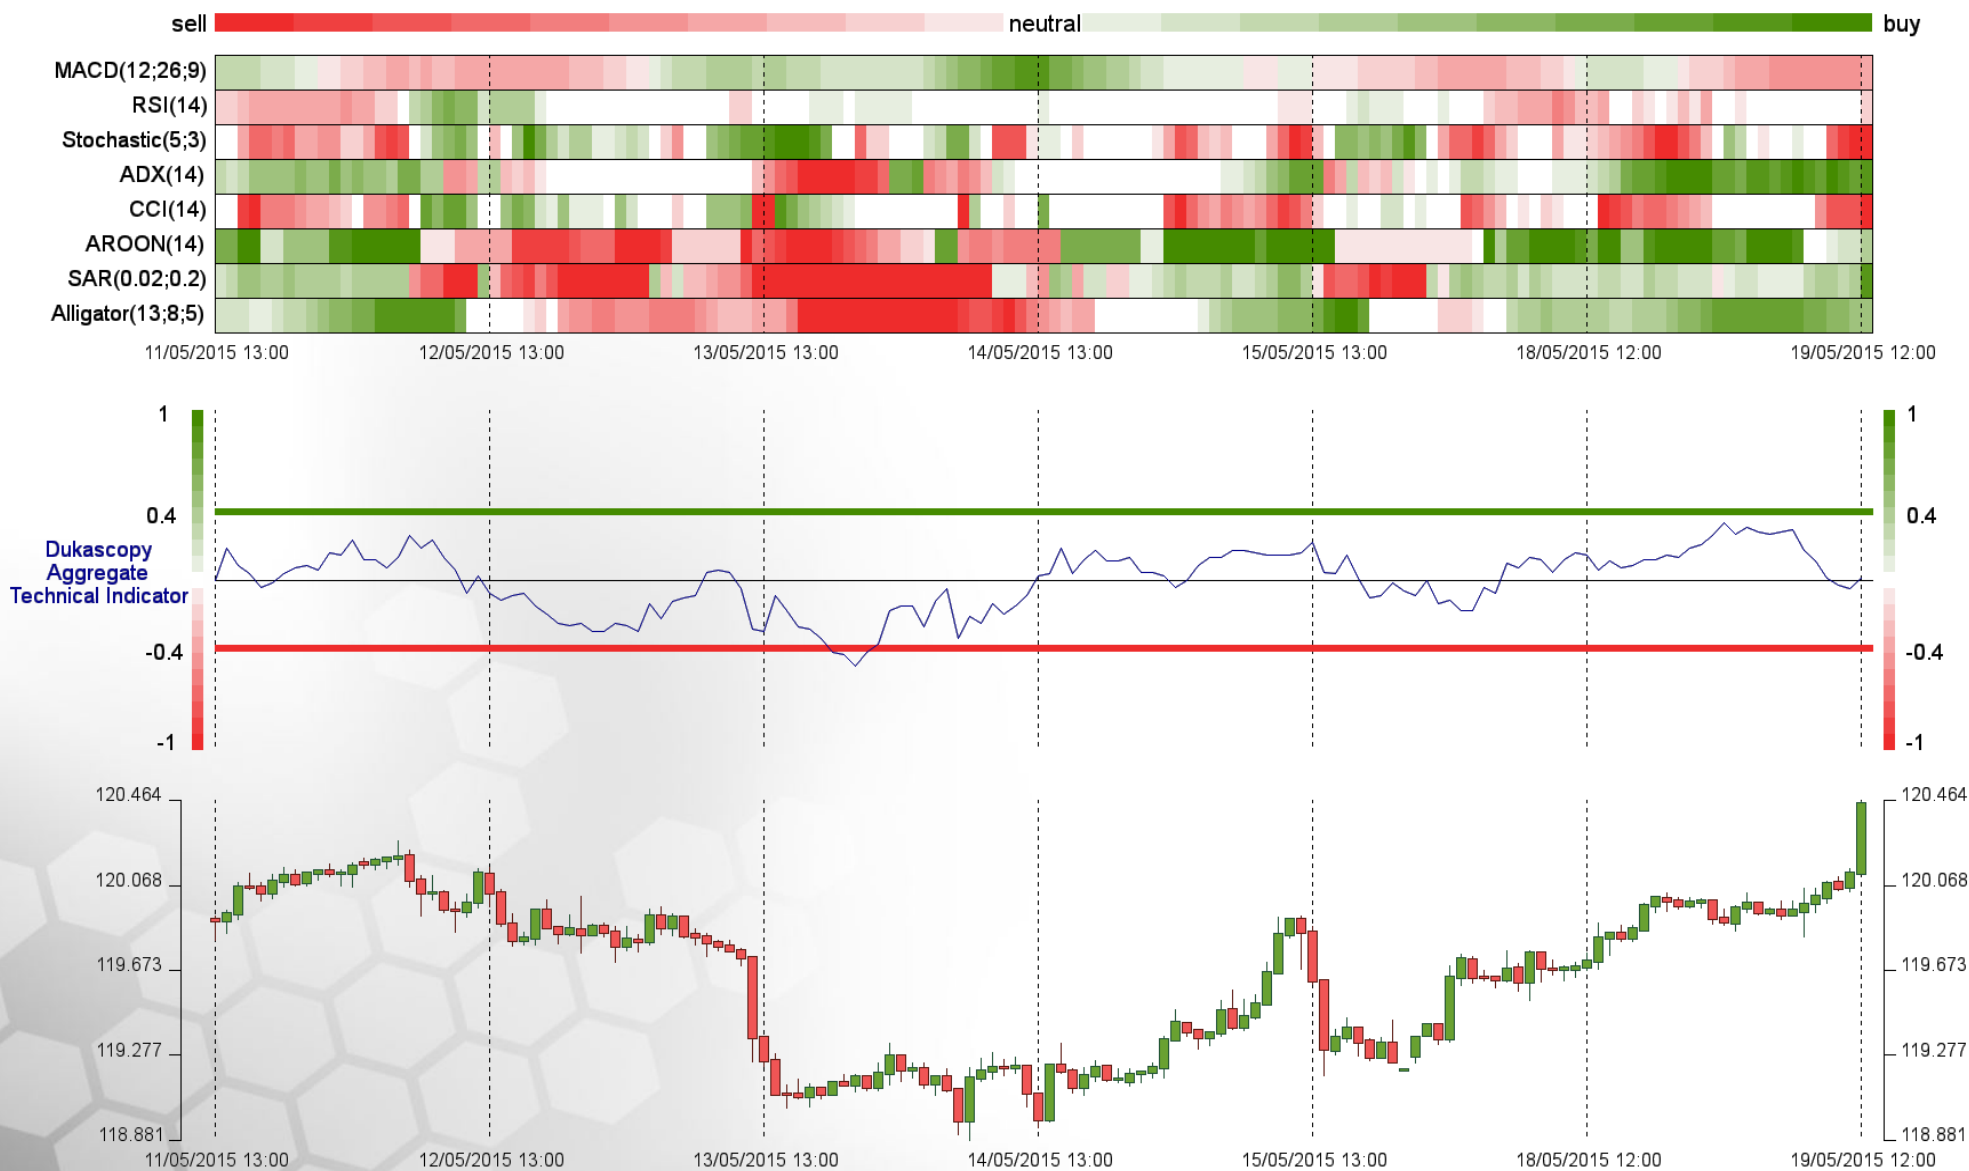 sell neutral buy
MACD(12;26;9)
RSI(14)
Stochastic(5;3)
ADX(14)
CCI(14)
AROON(14)
SAR(0.02;0.2)
Alligator(13;8;5)
11/05/2015 13:00 12/05/2015 13:00 13/05/2015 13:00 14/05/2015 13:00 15/05/2015 13:00 18/05/2015 12:00 19/05/2015 12:00
1 1
0.4 0.4
Dukascopy
Aggregate
Technical Indicator
-0.4 -0.4
-1 -1
120.464 120.464
120.068 120.068
119.673 119.673
119.277 119.277
118.881 118.881
11/05/2015 13:00 12/05/2015 13:00 13/05/2015 13:00 14/05/2015 13:00 15/05/2015 13:00 18/05/2015 12:00 19/05/2015 12:00